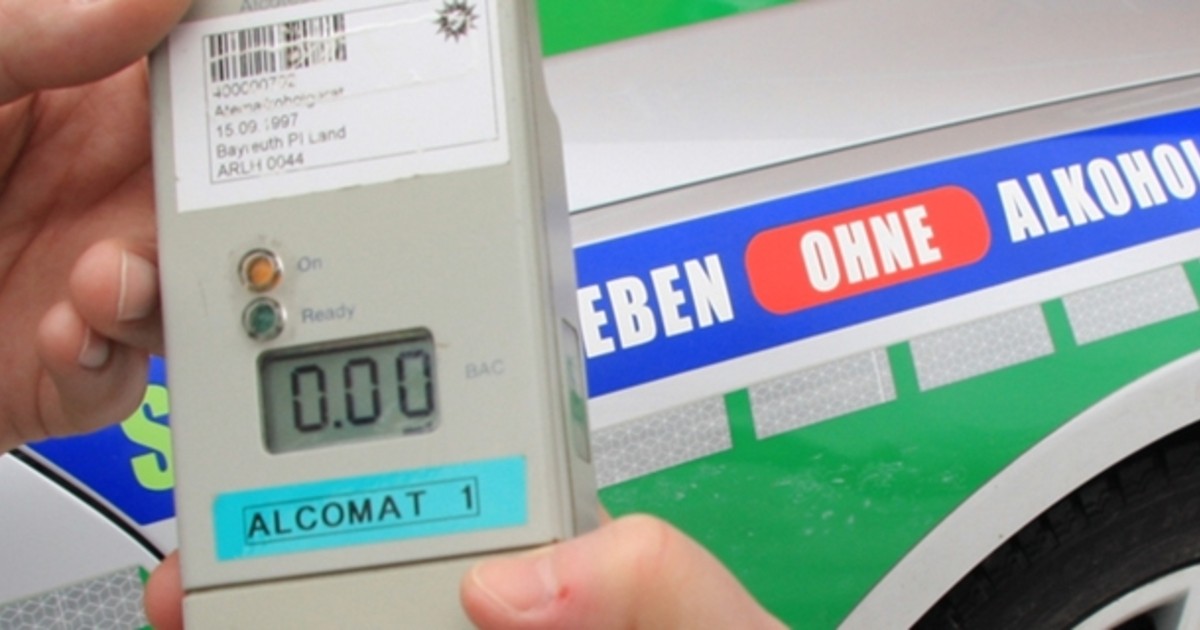 400000702
Atemalkoholgerät
15.09.1997
Bayreuth PI Land
ARLH 0044
On
Ready
0.00
BAC
ALCOMAT 1
EBEN OHNE ALKOHOL
S